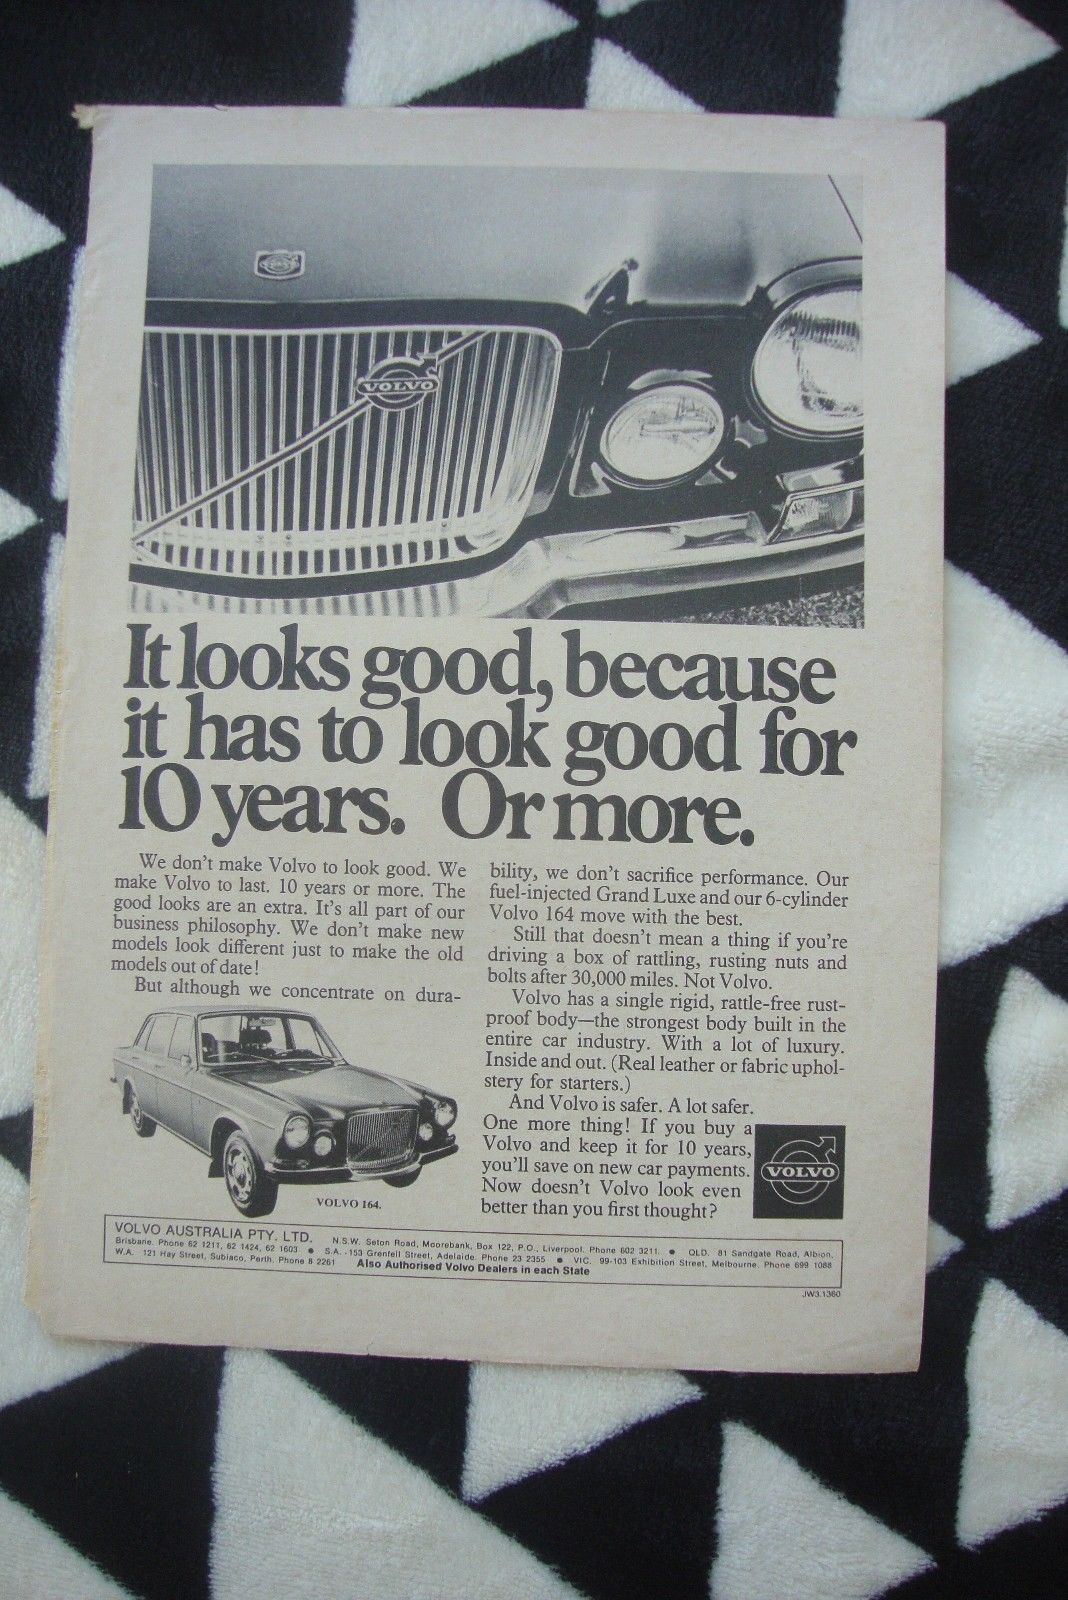 VOLVO
It looks good, because
it has to look good for
10 years. Or more.
We don't make Volvo to look good. We
make Volvo to last. 10 years or more. The
good looks are an extra. It's all part of our
business philosophy. We don't make new
models look different just to make the old
models out of date!
But although we concentrate on dura-
bility, we don't sacrifice performance. Our
fuel-injected Grand Luxe and our 6-cylinder
Volvo 164 move with the best.
Still that doesn't mean a thing if you're
driving a box of rattling, rusting nuts and
bolts after 30,000 miles. Not Volvo.
Volvo has a single rigid, rattle-free rust-
proof body—the strongest body built in the
entire car industry. With a lot of luxury.
Inside and out. (Real leather or fabric uphol-
stery for starters.)
And Volvo is safer. A lot safer.
One more thing! If you buy a
Volvo and keep it for 10 years,
you'll save on new car payments.
Now doesn't Volvo look even
better than you first thought?
VOLVO 164.
VOLVO
VOLVO AUSTRALIA PTY. LTD. N.S.W. Seton Road, Moorebank, Box 122, P.O., Liverpool. Phone 602 3211. • QLD. 81 Sandgate Road, Albion,
Brisbane. Phone 62 1211, 62 1424, 62 1603 • S.A. - 153 Grenfell Street, Adelaide. Phone 23 2355 • VIC. 99-103 Exhibition Street, Melbourne. Phone 699 1088
W.A. 121 Hay Street, Subiaco, Perth. Phone 8 2261 Also Authorised Volvo Dealers in each State
JW3.1360